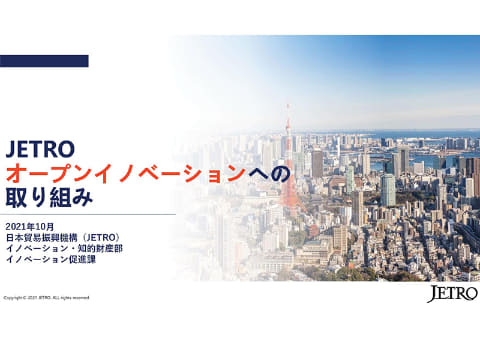 JETRO
オープンイノベーションへの
取り組み
2021年10月
日本貿易振興機構（JETRO）
イノベーション・知的財産部
イノベーション促進課
Copyright © 2021 JETRO. ALL rights reserved
JETRO